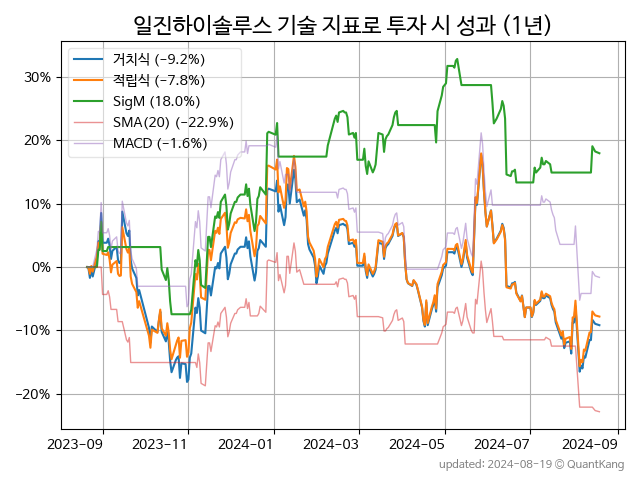 일진하이솔루스 기술 지표로 투자 시 성과 (1년)
거치식 (−9.2%)
적립식 (−7.8%)
SigM (18.0%)
SMA(20) (−22.9%)
MACD (−1.6%)
30%
20%
10%
0%
−10%
−20%
2023-09 2023-11 2024-01 2024-03 2024-05 2024-07 2024-09
updated: 2024-08-19 © QuantKang